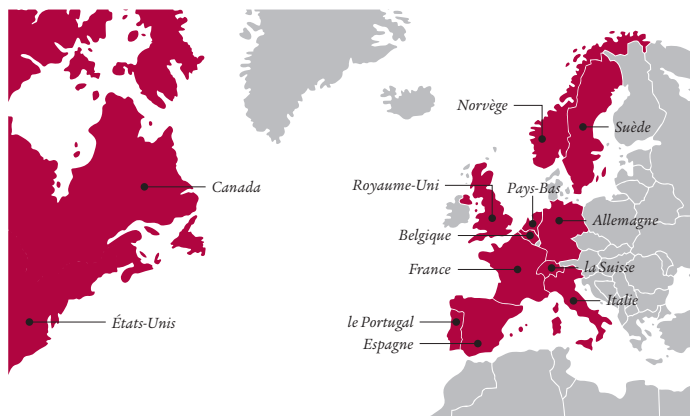 Norvège
Suède
Canada
Royaume-Uni
Pays-Bas
Allemagne
Belgique
France
la Suisse
Italie
États-Unis
le Portugal
Espagne